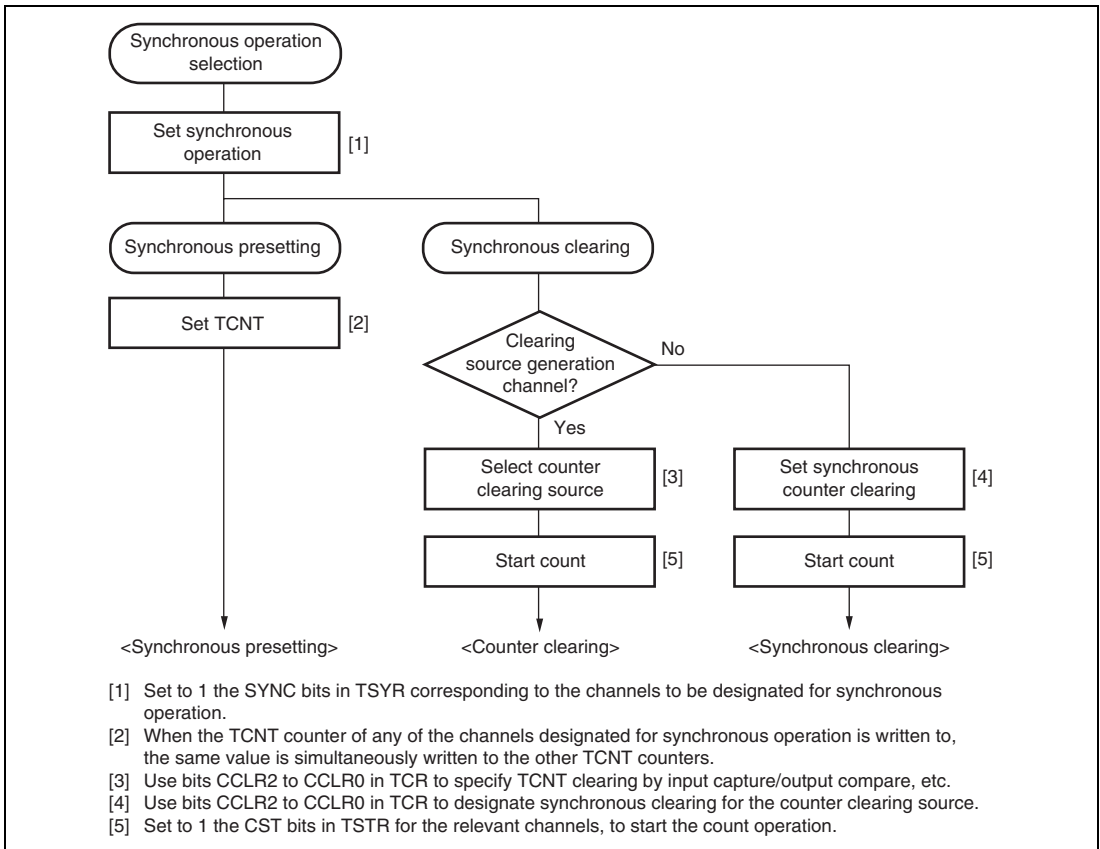 Synchronous operation
selection
Set synchronous
operation
[1]
Synchronous presetting
Synchronous clearing
Set TCNT
[2]
Clearing
source generation
channel?
No
Yes
Select counter
clearing source
[3]
Set synchronous
counter clearing
[4]
Start count
[5]
Start count
[5]
<Synchronous presetting>
<Counter clearing>
<Synchronous clearing>
[1] Set to 1 the SYNC bits in TSYR corresponding to the channels to be designated for synchronous
operation.
[2] When the TCNT counter of any of the channels designated for synchronous operation is written to,
the same value is simultaneously written to the other TCNT counters.
[3] Use bits CCLR2 to CCLR0 in TCR to specify TCNT clearing by input capture/output compare, etc.
[4] Use bits CCLR2 to CCLR0 in TCR to designate synchronous clearing for the counter clearing source.
[5] Set to 1 the CST bits in TSTR for the relevant channels, to start the count operation.